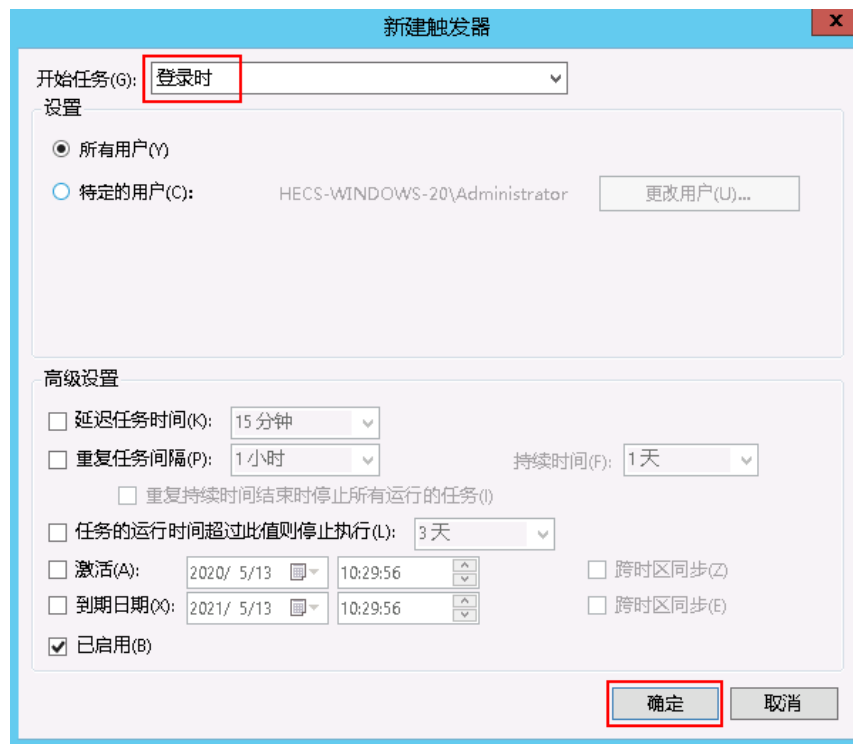 新建触发器
x
开始任务(G): 登录时
设置
所有用户(Y)
特定的用户(C): HECS-WINDOWS-20\Administrator 更改用户(U)...
高级设置
延迟任务时间(K): 15 分钟
重复任务间隔(P): 1 小时 持续时间(F): 1 天
重复持续时间结束时停止所有运行的任务(I)
任务的运行时间超过此值则停止执行(L): 3 天
激活(A): 2020/ 5/13 10:29:56 跨时区同步(Z)
到期日期(X): 2021/ 5/13 10:29:56 跨时区同步(E)
已启用(B)
确定 取消